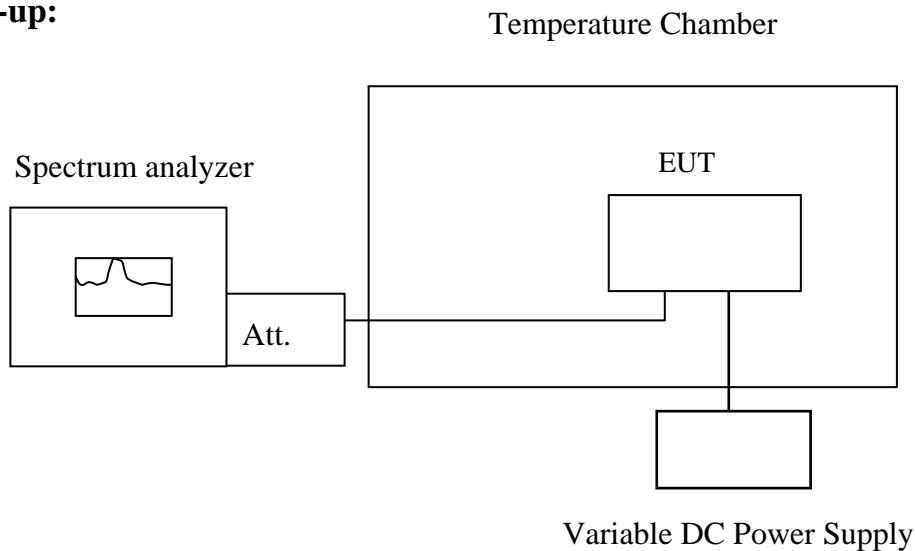 -up:
Temperature Chamber
Spectrum analyzer
EUT
Att.
Variable DC Power Supply